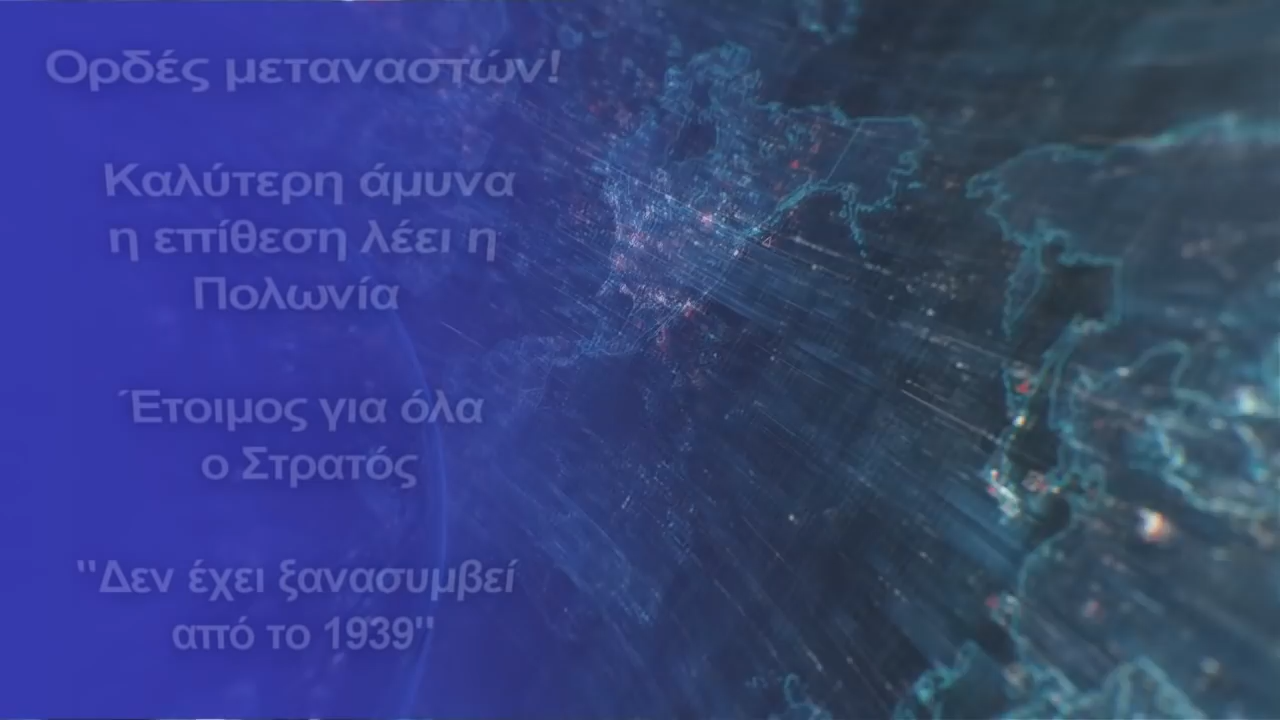 Ορδές μεταναστών!
Καλύτερη άμυνα
η επίθεση λέει η
Πολωνία
Έτοιμος για όλα
ο Στρατός
"Δεν έχει ξανασυμβεί
από το 1939"